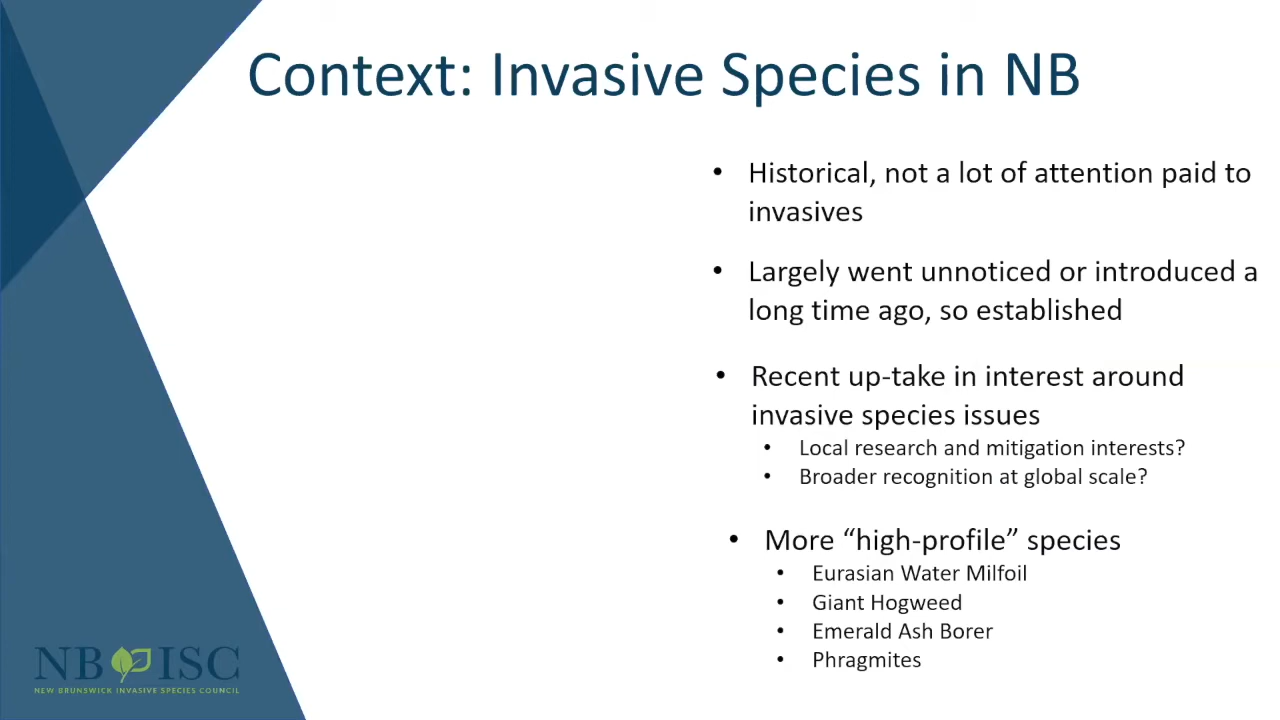 Context: Invasive Species in NB
• Historical, not a lot of attention paid to
invasives
• Largely went unnoticed or introduced a
long time ago, so established
• Recent up-take in interest around
invasive species issues
• Local research and mitigation interests?
• Broader recognition at global scale?
• More “high-profile” species
• Eurasian Water Milfoil
• Giant Hogweed
• Emerald Ash Borer
• Phragmites
NB ISC
NEW BRUNSWICK INVASIVE SPECIES COUNCIL